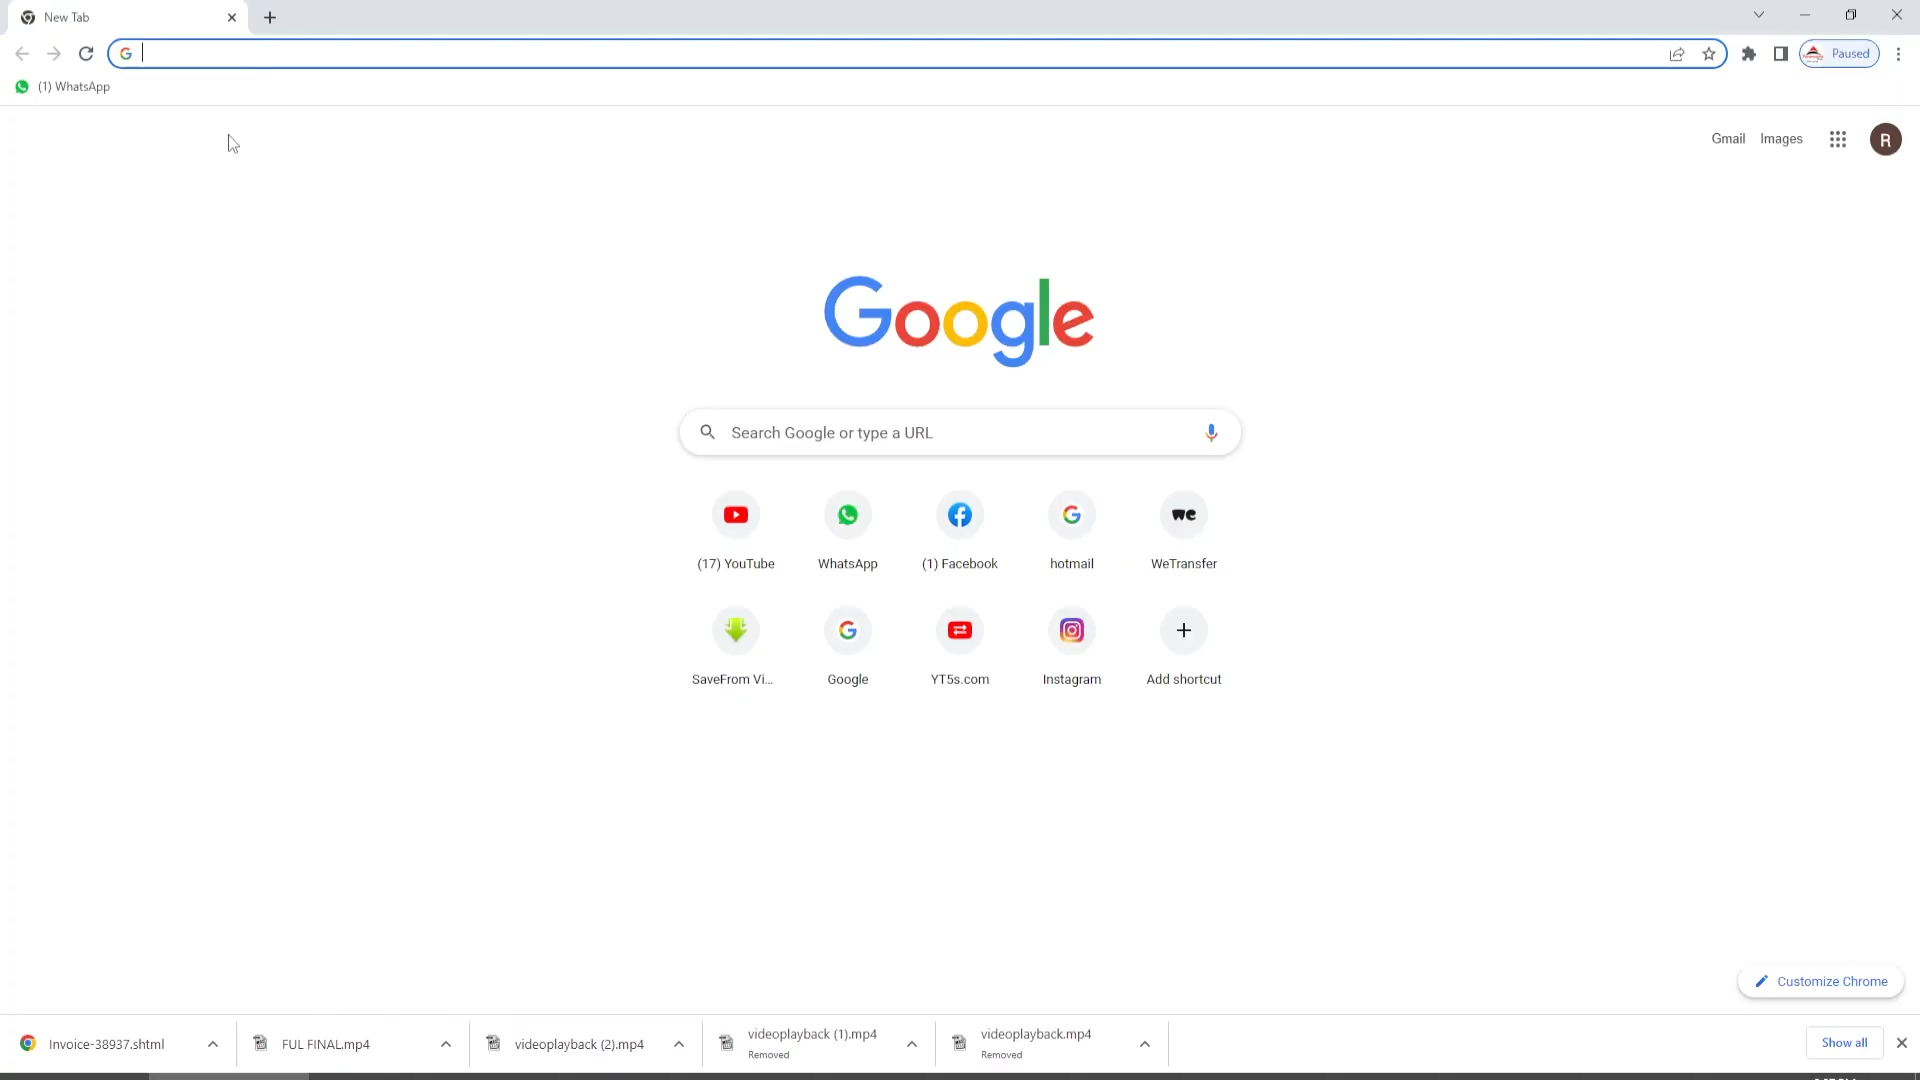 New Tab
Paused
(1) WhatsApp
Gmail Images
R
Google
Search Google or type a URL
(17) YouTube WhatsApp (1) Facebook hotmail WeTransfer
SaveFrom Vi... Google YT5s.com Instagram Add shortcut
Customize Chrome
Invoice-38937.shtml FUL FINAL.mp4 videoplayback (2).mp4 videoplayback (1).mp4 videoplayback.mp4 Show all
Removed Removed